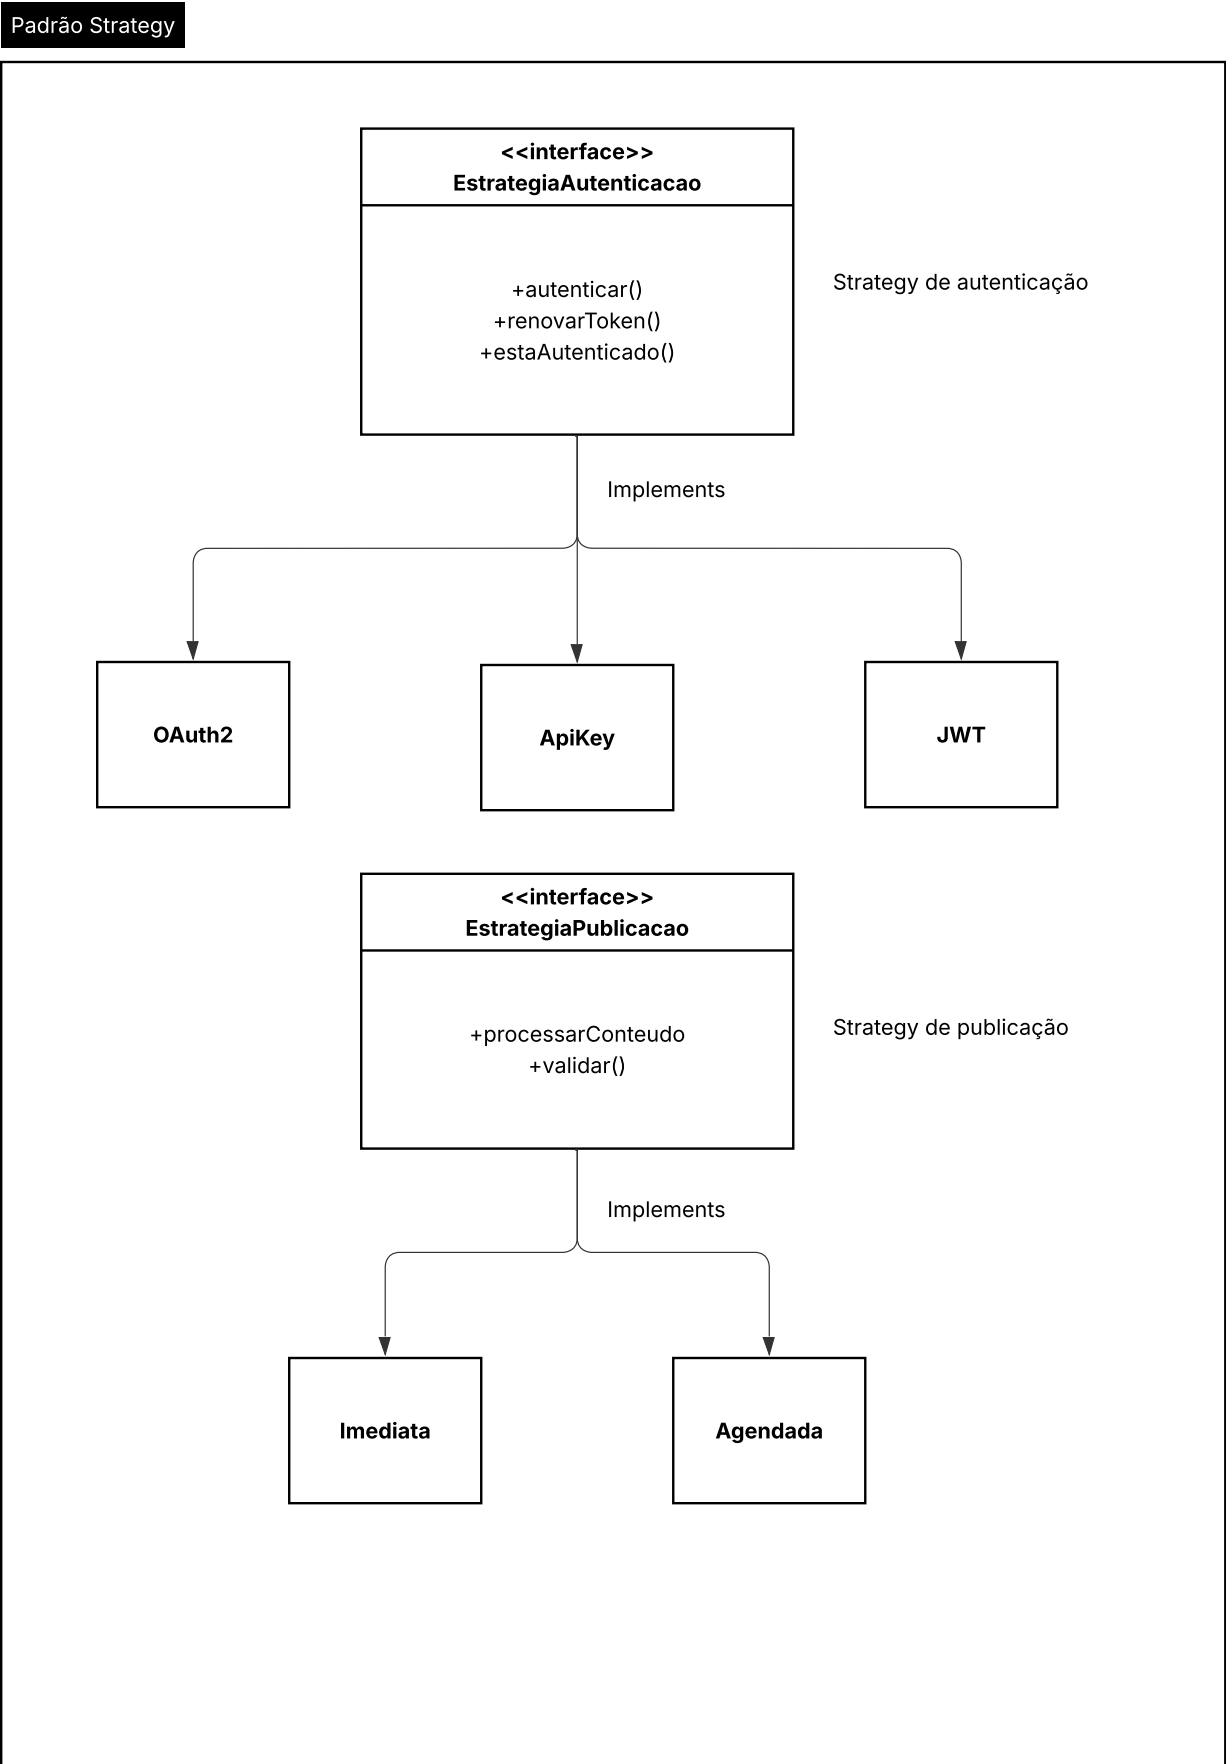 Padrão Strategy
<<interface>>
EstrategiaAutenticacao
+autenticar()
+renovarToken()
+estaAutenticado()
Strategy de autenticação
Implements
OAuth2
ApiKey
JWT
<<interface>>
EstrategiaPublicacao
+processarConteudo
+validar()
Strategy de publicação
Implements
Imediata
Agendada